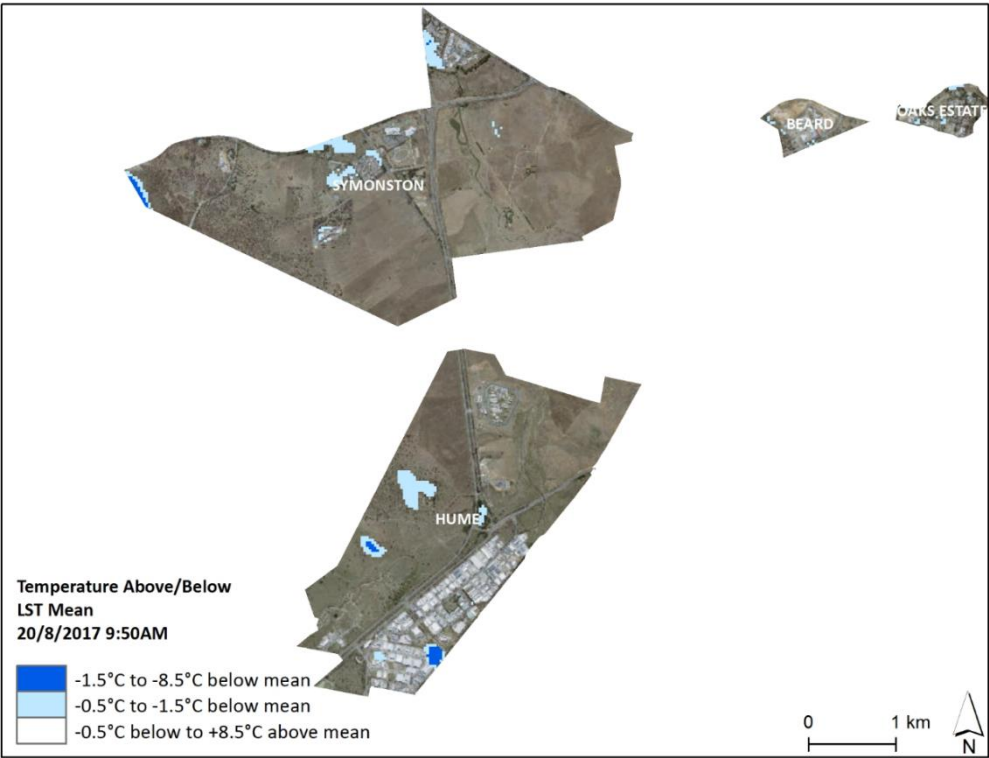 BEARD
OAKS ESTATE
SYMONSTON
HUME
Temperature Above/Below
LST Mean
20/8/2017 9:50AM
-1.5°C to -8.5°C below mean
-0.5°C to -1.5°C below mean
-0.5°C below to +8.5°C above mean
0 1 km
N